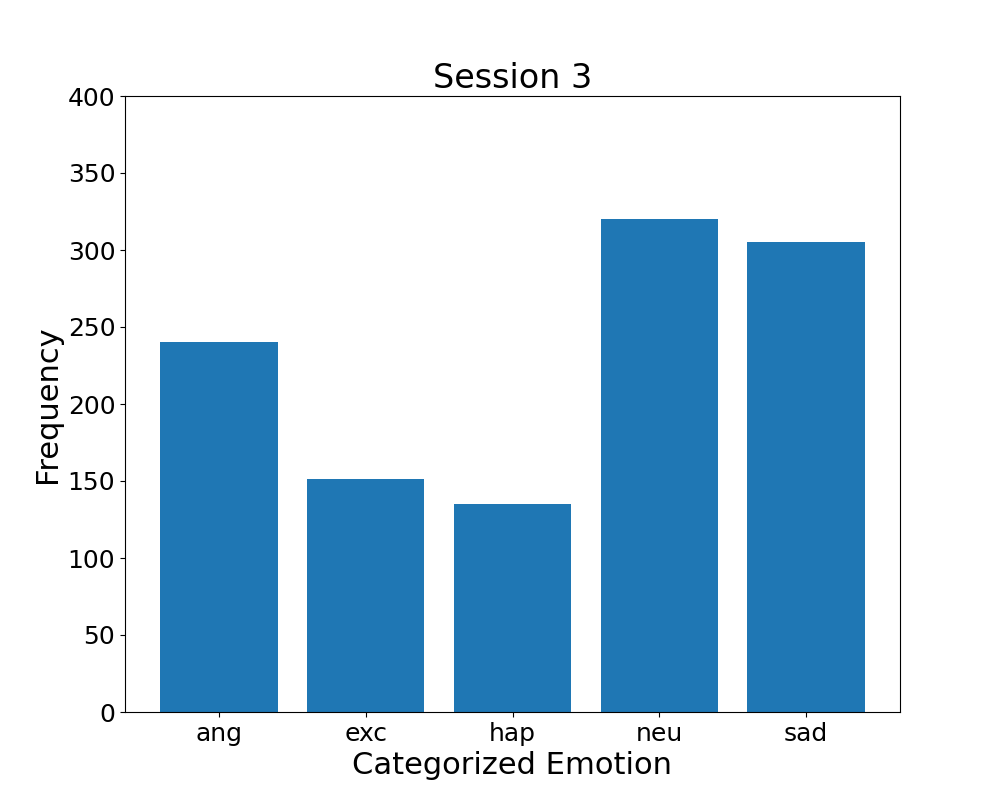 Session 3
400
350
300
250
200
150
100
50
0
Frequency
ang exc hap neu sad
Categorized Emotion